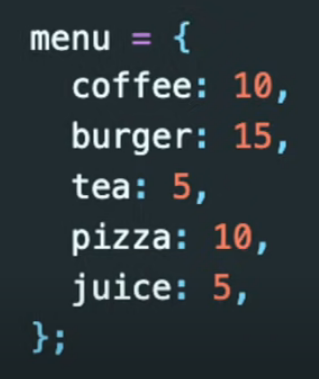 menu = {
  coffee: 10,
  burger: 15,
  tea: 5,
  pizza: 10,
  juice: 5,
};